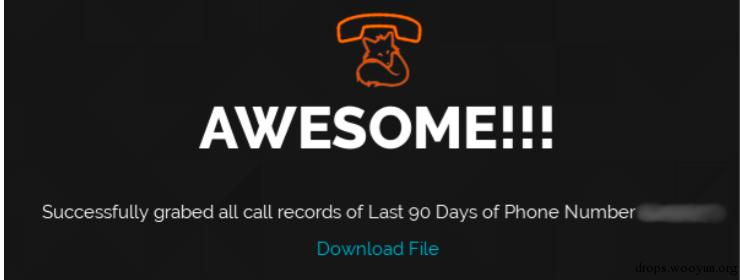 AWESOME!!!
Successfully grabed all call records of Last 90 Days of Phone Number
Download File
drops.wooyun.org